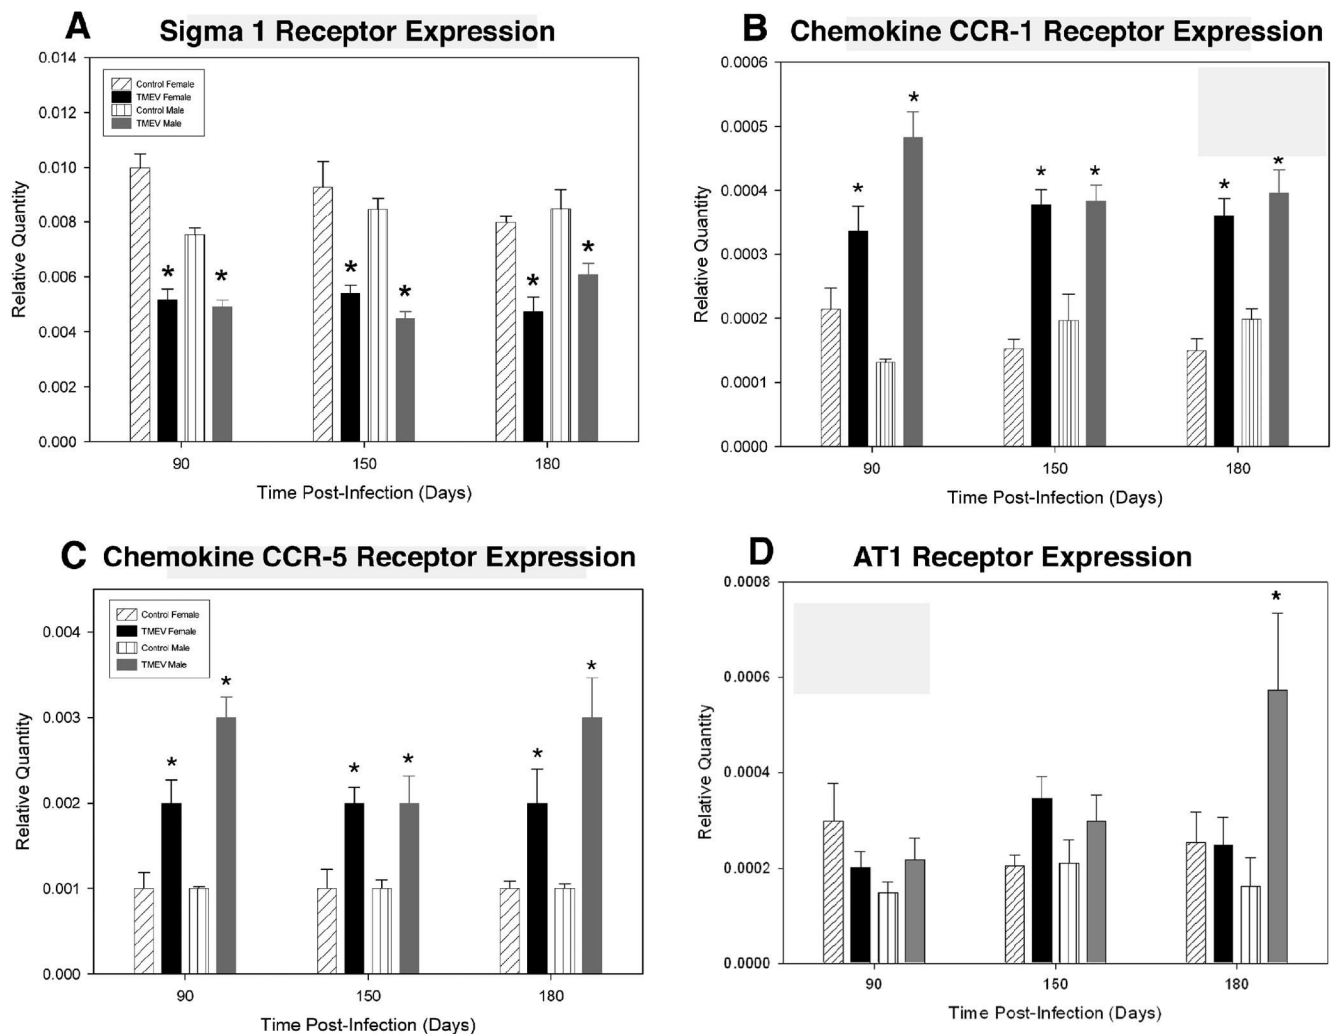 A Sigma 1 Receptor Expression
0.014
0.012
0.010
0.008
0.006
0.004
0.002
0.000
Relative Quantity
Control Female
TMEV Female
Control Male
TMEV Male
* * * * * *
90 150 180
Time Post-Infection (Days)
B Chemokine CCR-1 Receptor Expression
0.0006
0.0005
0.0004
0.0003
0.0002
0.0001
0.0000
Relative Quantity
* * * * * *
90 150 180
Time Post-Infection (Days)
C Chemokine CCR-5 Receptor Expression
0.004
0.003
0.002
0.001
0.000
Relative Quantity
Control Female
TMEV Female
Control Male
TMEV Male
* * * * * *
90 150 180
Time Post-Infection (Days)
D AT1 Receptor Expression
0.0008
0.0006
0.0004
0.0002
0.0000
Relative Quantity
*
90 150 180
Time Post-Infection (Days)